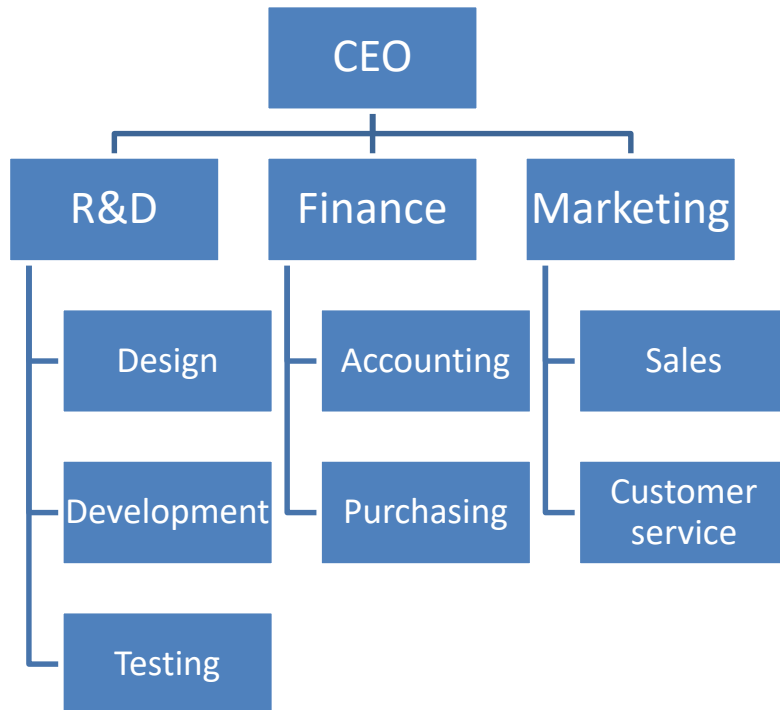 CEO
R&D
Finance
Marketing
Design
Accounting
Sales
Development
Purchasing
Customer
service
Testing